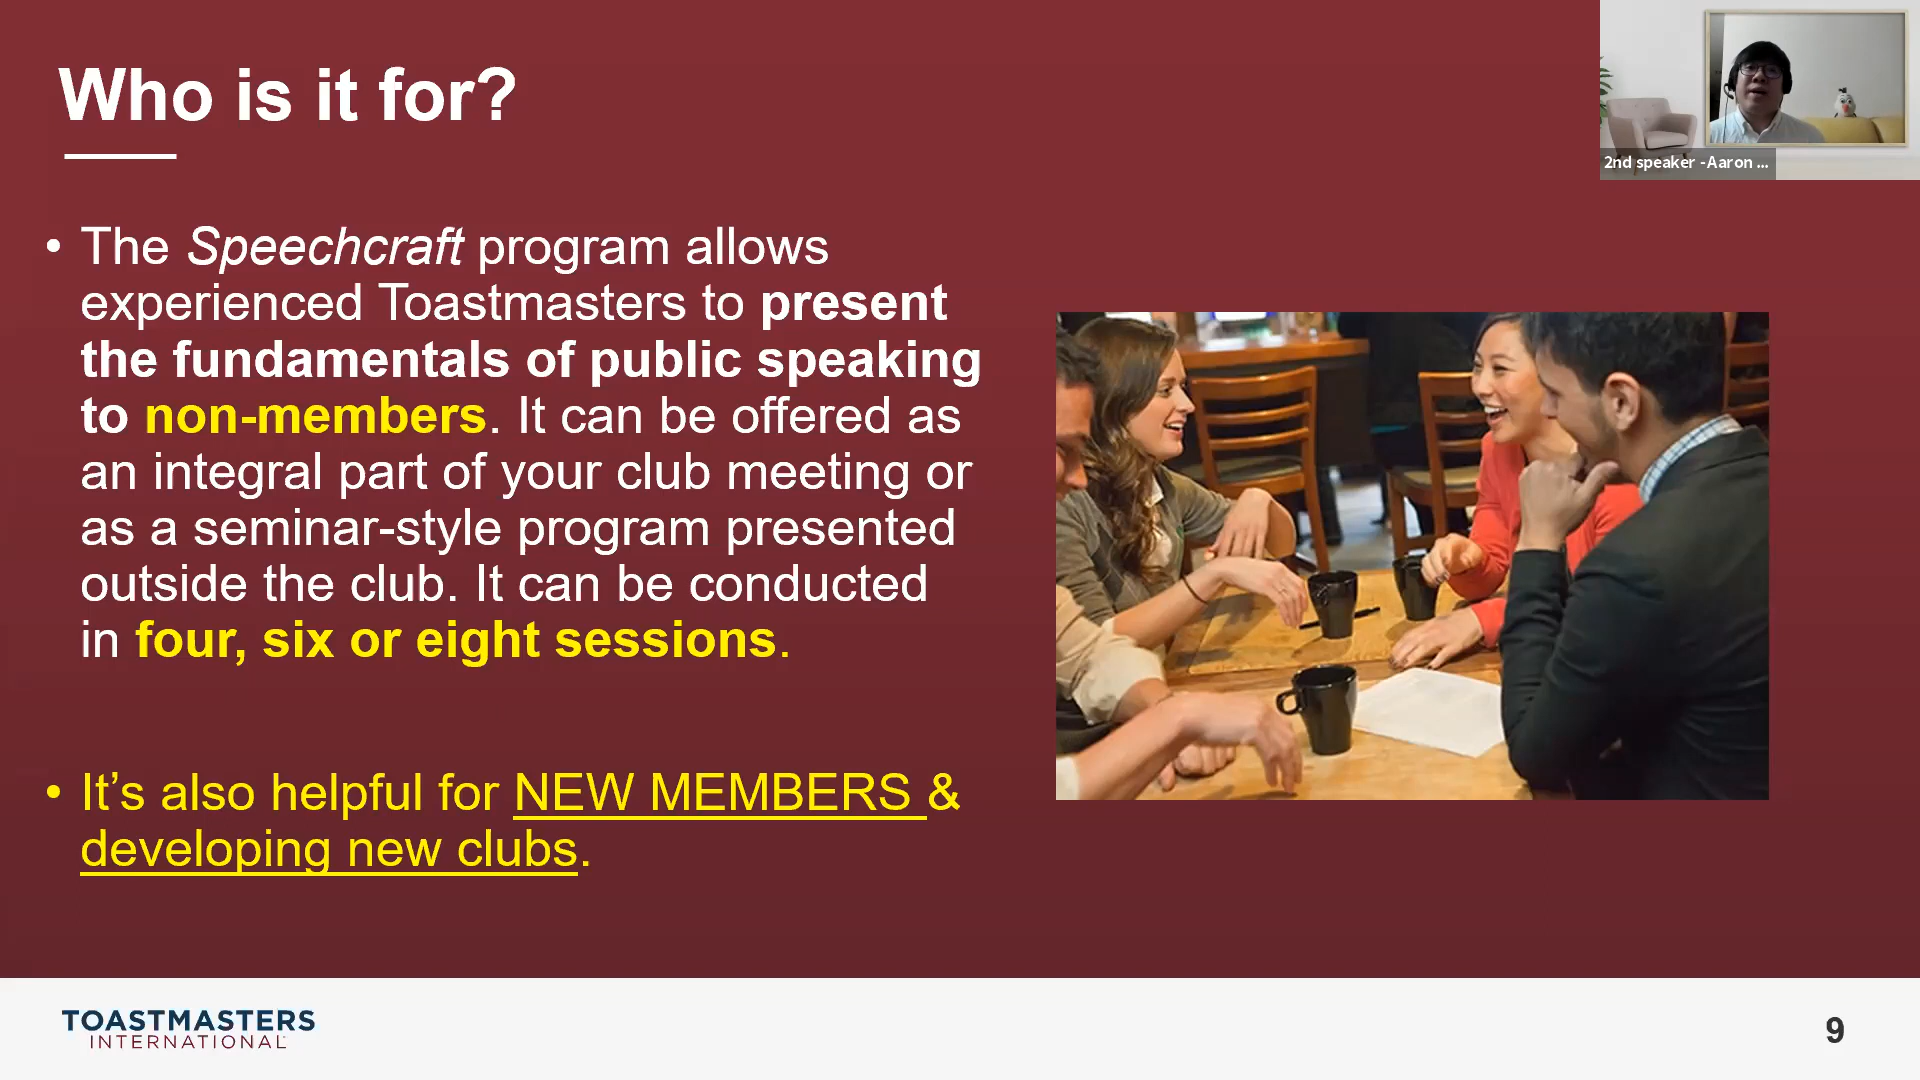 Who is it for?
2nd speaker -Aaron ...
• The Speechcraft program allows
experienced Toastmasters to present
the fundamentals of public speaking
to non-members. It can be offered as
an integral part of your club meeting or
as a seminar-style program presented
outside the club. It can be conducted
in four, six or eight sessions.
• It’s also helpful for NEW MEMBERS &
developing new clubs.
TOASTMASTERS
INTERNATIONAL
9